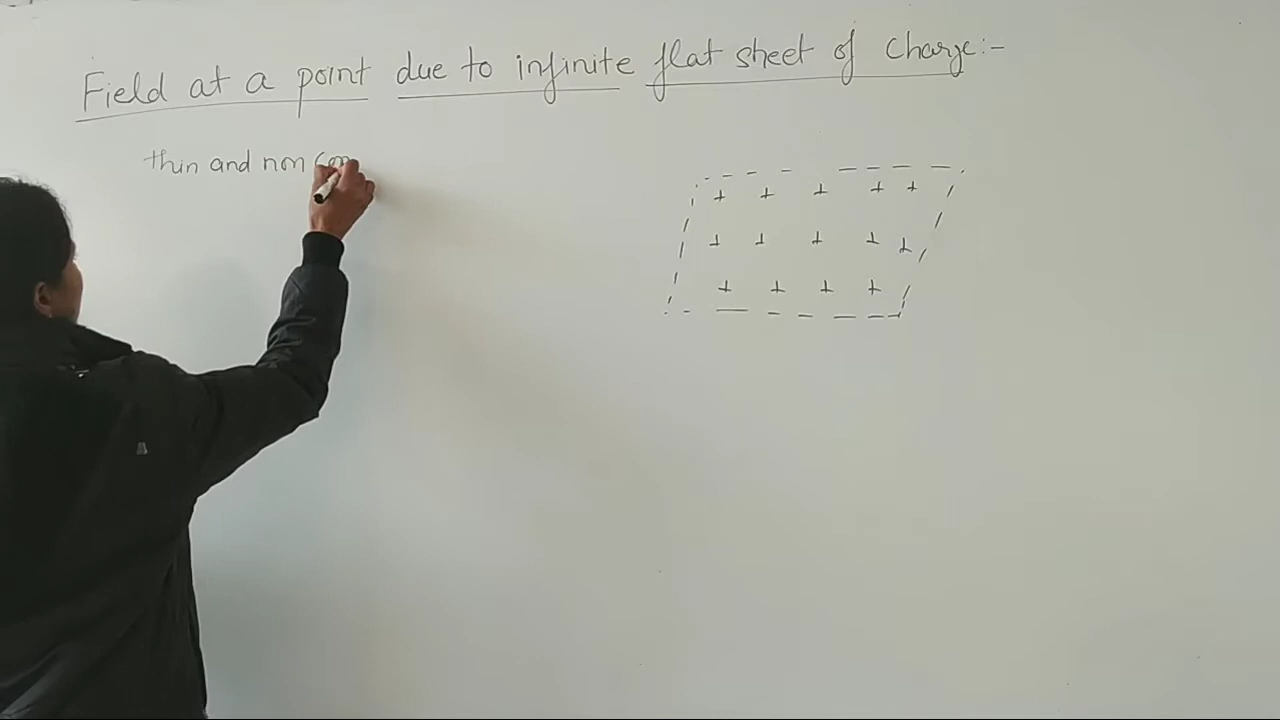 Field at a point due to infinite flat sheet of charge:-
thin and non con
+ + + + +
+ + + + +
+ + + +